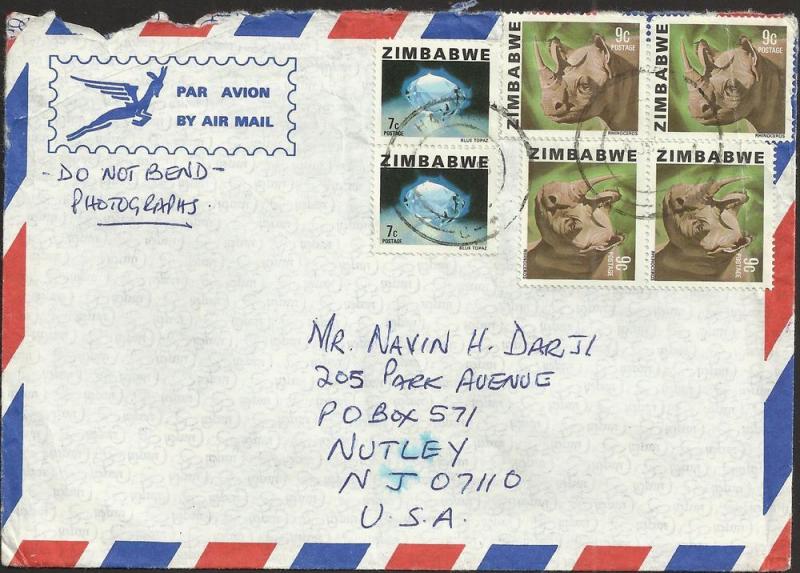 PAR AVION
BY AIR MAIL
- DO NOT BEND -
PHOTOGRAPHS.
ZIMBABWE
7c
POSTAGE
BLUE TOPAZ
ZIMBABWE
7c
POSTAGE
BLUE TOPAZ
ZIMBABWE
9c
POSTAGE
ZIMBABWE
9c
POSTAGE
RHINOCEROS
ZIMBABWE
9c
POSTAGE
ZIMBABWE
9c
POSTAGE
RHINOCEROS
MR. NAVIN H. DARJI
205 PARK AVENUE
PO BOX 571
NUTLEY
N J 07110
U.S.A.